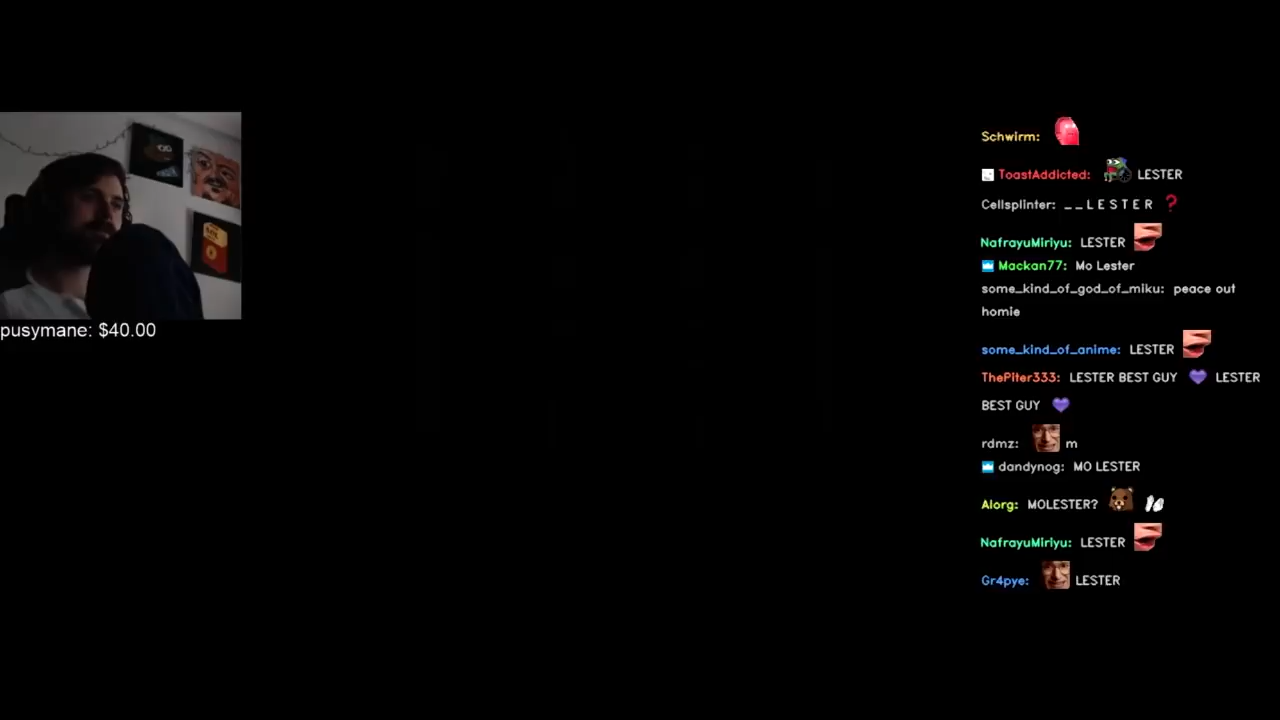 Schwirm:
ToastAddicted: LESTER
Cellsplinter: _ _ L E S T E R ?
NafrayuMiriyu: LESTER
Mackan77: Mo Lester
some_kind_of_god_of_miku: peace out
homie
pusymane: $40.00
some_kind_of_anime: LESTER
ThePiter333: LESTER BEST GUY LESTER
BEST GUY
rdmz: m
dandynog: MO LESTER
Alorg: MOLESTER?
NafrayuMiriyu: LESTER
Gr4pye: LESTER